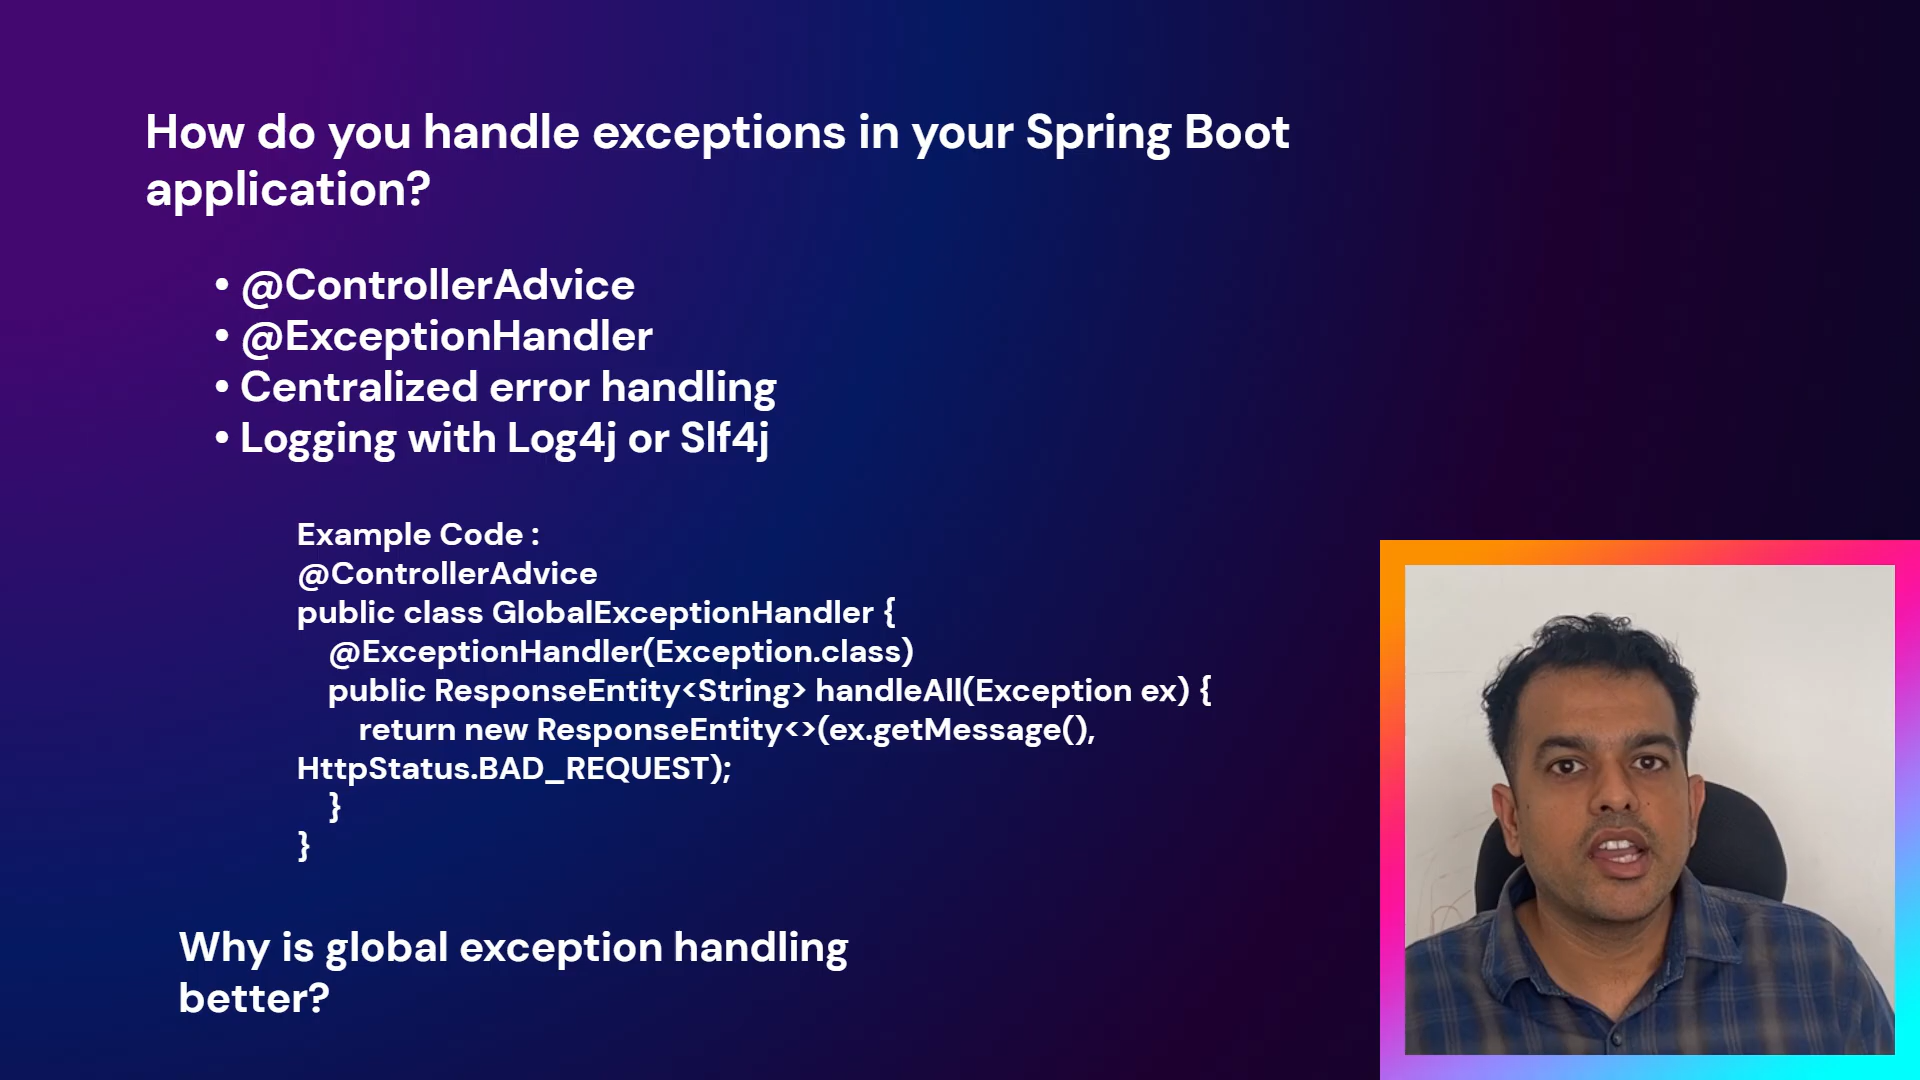 How do you handle exceptions in your Spring Boot
application?
• @ControllerAdvice
• @ExceptionHandler
• Centralized error handling
• Logging with Log4j or Slf4j
Example Code :
@ControllerAdvice
public class GlobalExceptionHandler {
@ExceptionHandler(Exception.class)
public ResponseEntity<String> handleAll(Exception ex) {
return new ResponseEntity<>(ex.getMessage(),
HttpStatus.BAD_REQUEST);
}
}
Why is global exception handling
better?